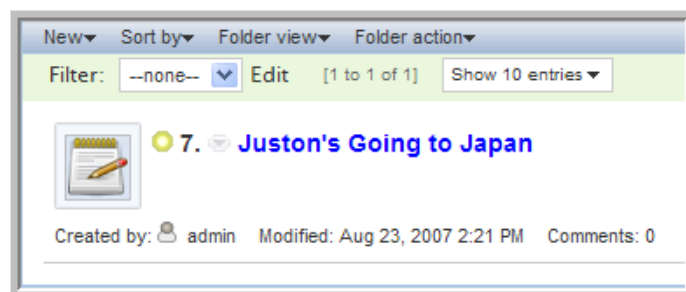 New Sort by Folder view Folder action
Filter: --none-- Edit [1 to 1 of 1] Show 10 entries
7. Juston's Going to Japan
Created by: admin Modified: Aug 23, 2007 2:21 PM Comments: 0